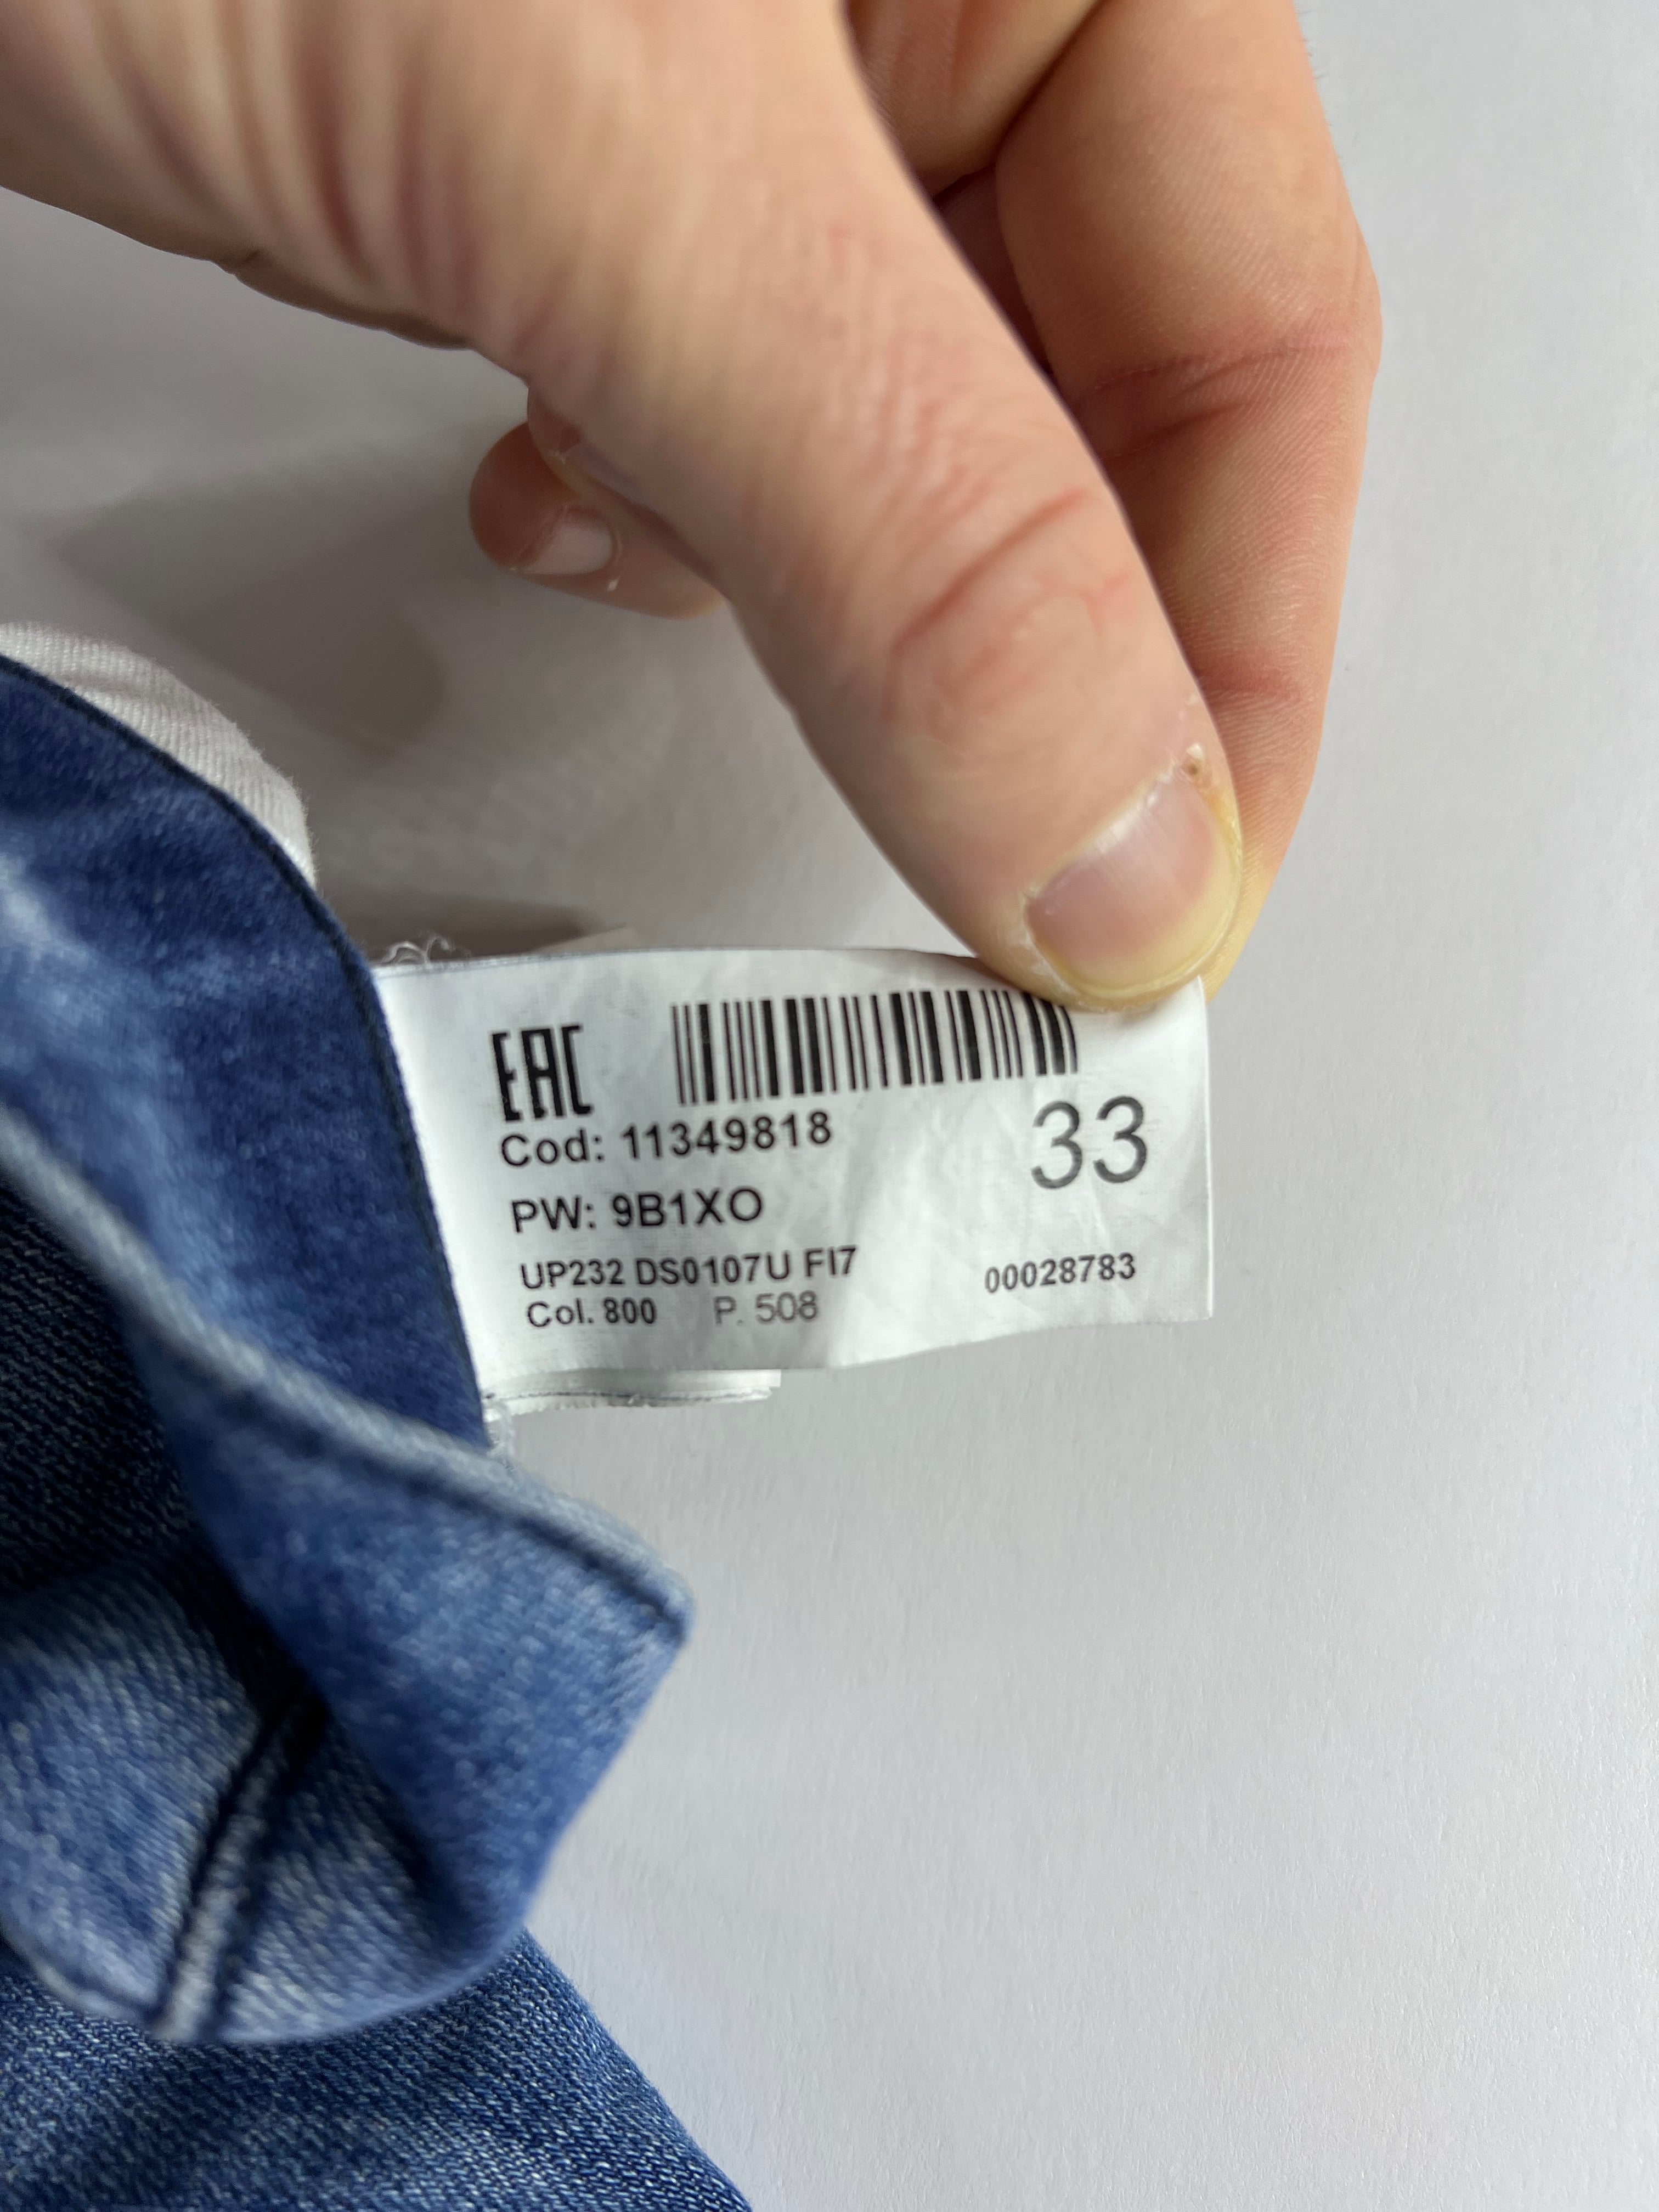 EAC
Cod: 11349818
33
PW: 9B1XO
UP232 DS0107U FI7
00028783
Col. 800 P. 508